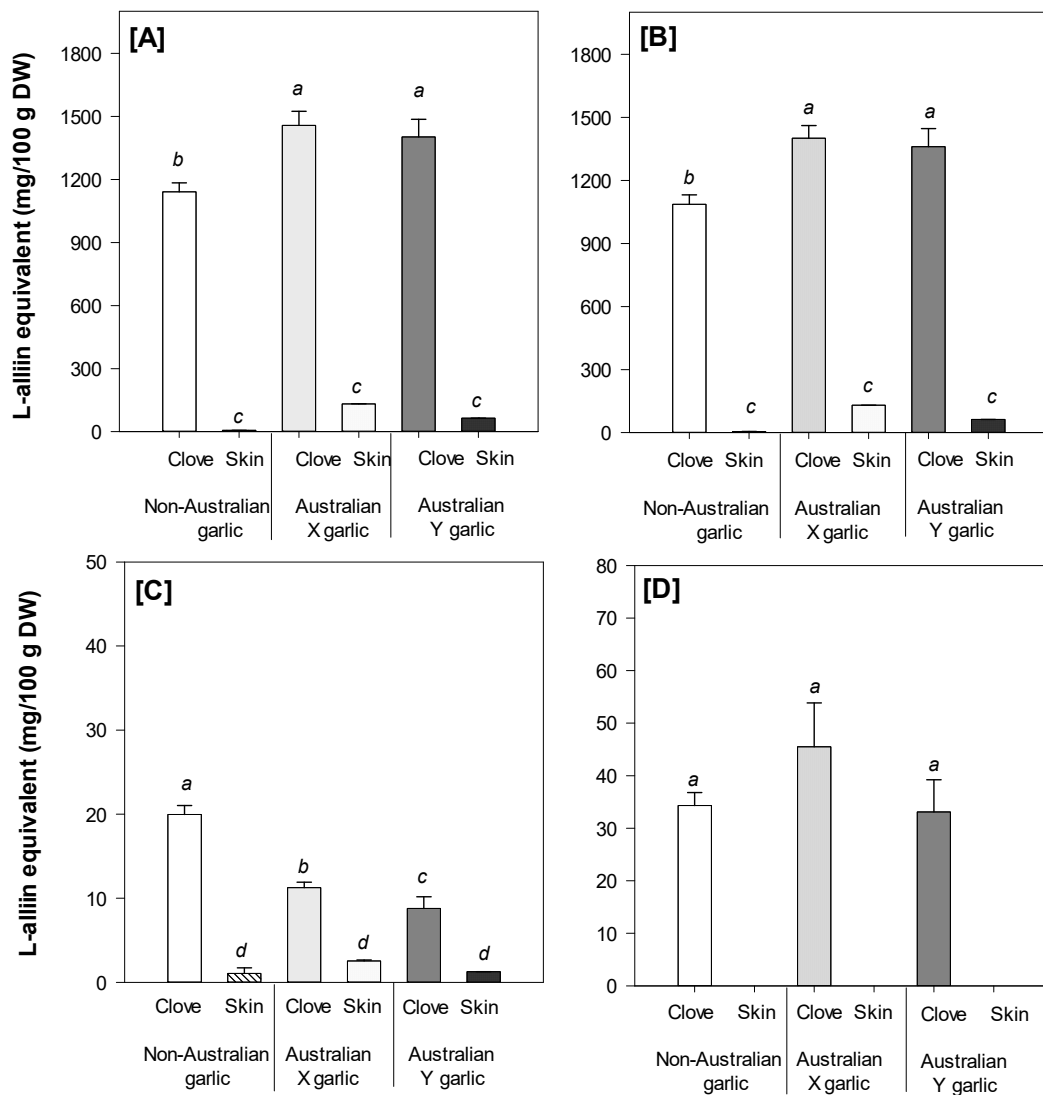 [A]
L-alliin equivalent (mg/100 g DW)
1800
1500
1200
900
600
300
0
b
c
a
c
a
c
Clove Skin Clove Skin Clove Skin
Non-Australian Australian Australian
garlic X garlic Y garlic
[B]
1800
1500
1200
900
600
300
0
b
c
a
c
a
c
Clove Skin Clove Skin Clove Skin
Non-Australian Australian Australian
garlic X garlic Y garlic
[C]
L-alliin equivalent (mg/100 g DW)
50
40
30
20
10
0
a
d
b
d
c
d
Clove Skin Clove Skin Clove Skin
Non-Australian Australian Australian
garlic X garlic Y garlic
[D]
80
70
60
50
40
30
20
10
0
a
a
a
Clove Skin Clove Skin Clove Skin
Non-Australian Australian Australian
garlic X garlic Y garlic